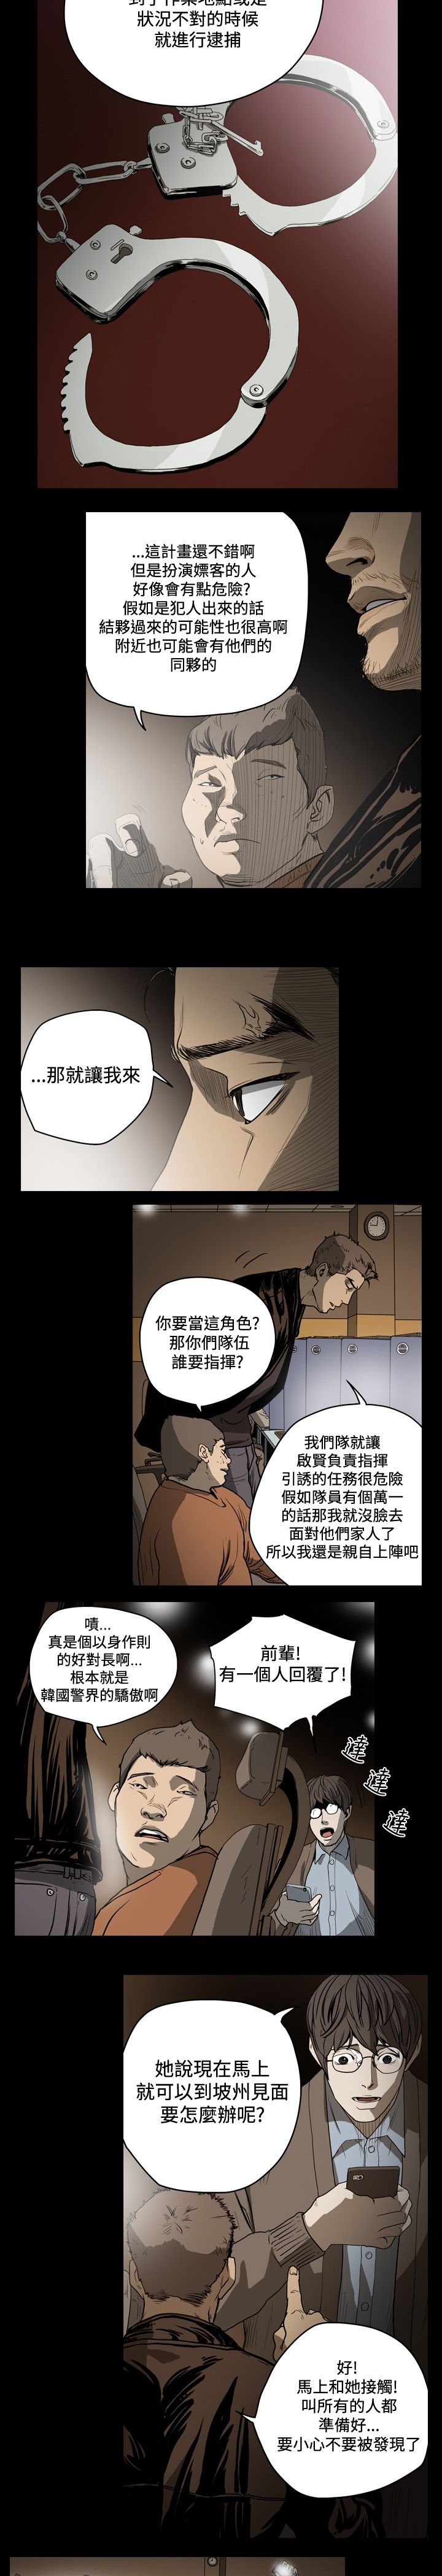 到了作案地點或是
狀況不對的時候
就進行逮捕
...這計畫還不錯啊
但是扮演嫖客的人
好像會有點危險?
假如是犯人出來的話
結夥過來的可能性也很高啊
附近也可能會有他們的
同夥的
...那就讓我來
你要當這角色?
那你們隊伍
誰要指揮?
我們隊就讓
啟賢負責指揮
引誘的任務很危險
假如隊員有個萬一
的話那我就沒臉去
面對他們家人了
所以我還是親自上陣吧
嘖...
真是個以身作則
的好對長啊...
根本就是
韓國警界的驕傲啊
前輩!
有一個人回覆了!
達
達
達
她說現在馬上
就可以到坡州見面
要怎麼辦呢?
好!
馬上和她接觸!
叫所有的人都
準備好...
要小心不要被發現了